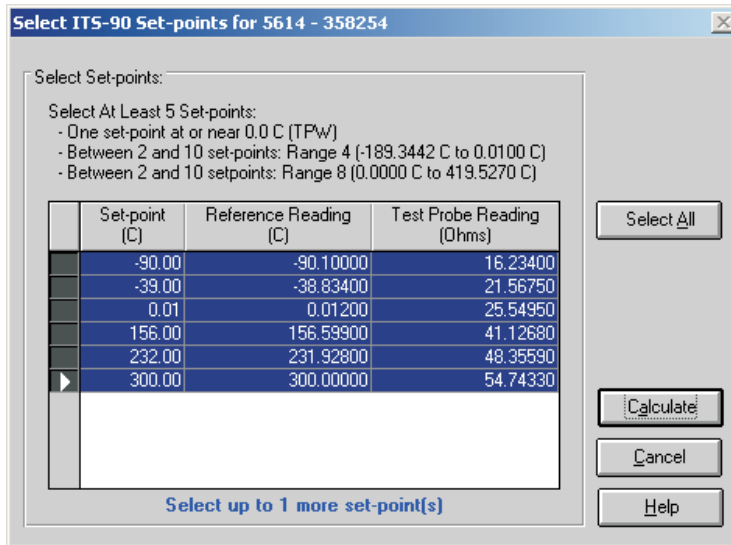 Select ITS-90 Set-points for 5614 - 358254
Select Set-points:
Select At Least 5 Set-points:
- One set-point at or near 0.0 C (TPW)
- Between 2 and 10 set-points: Range 4 (-189.3442 C to 0.0100 C)
- Between 2 and 10 setpoints: Range 8 (0.0000 C to 419.5270 C)
Set-point (C) Reference Reading (C) Test Probe Reading (Ohms)
-90.00 -90.10000 16.23400
-39.00 -38.83400 21.56750
0.01 0.01200 25.54950
156.00 156.59900 41.12680
232.00 231.92800 48.35590
300.00 300.00000 54.74330
Select up to 1 more set-point(s)
Select All
Calculate
Cancel
Help